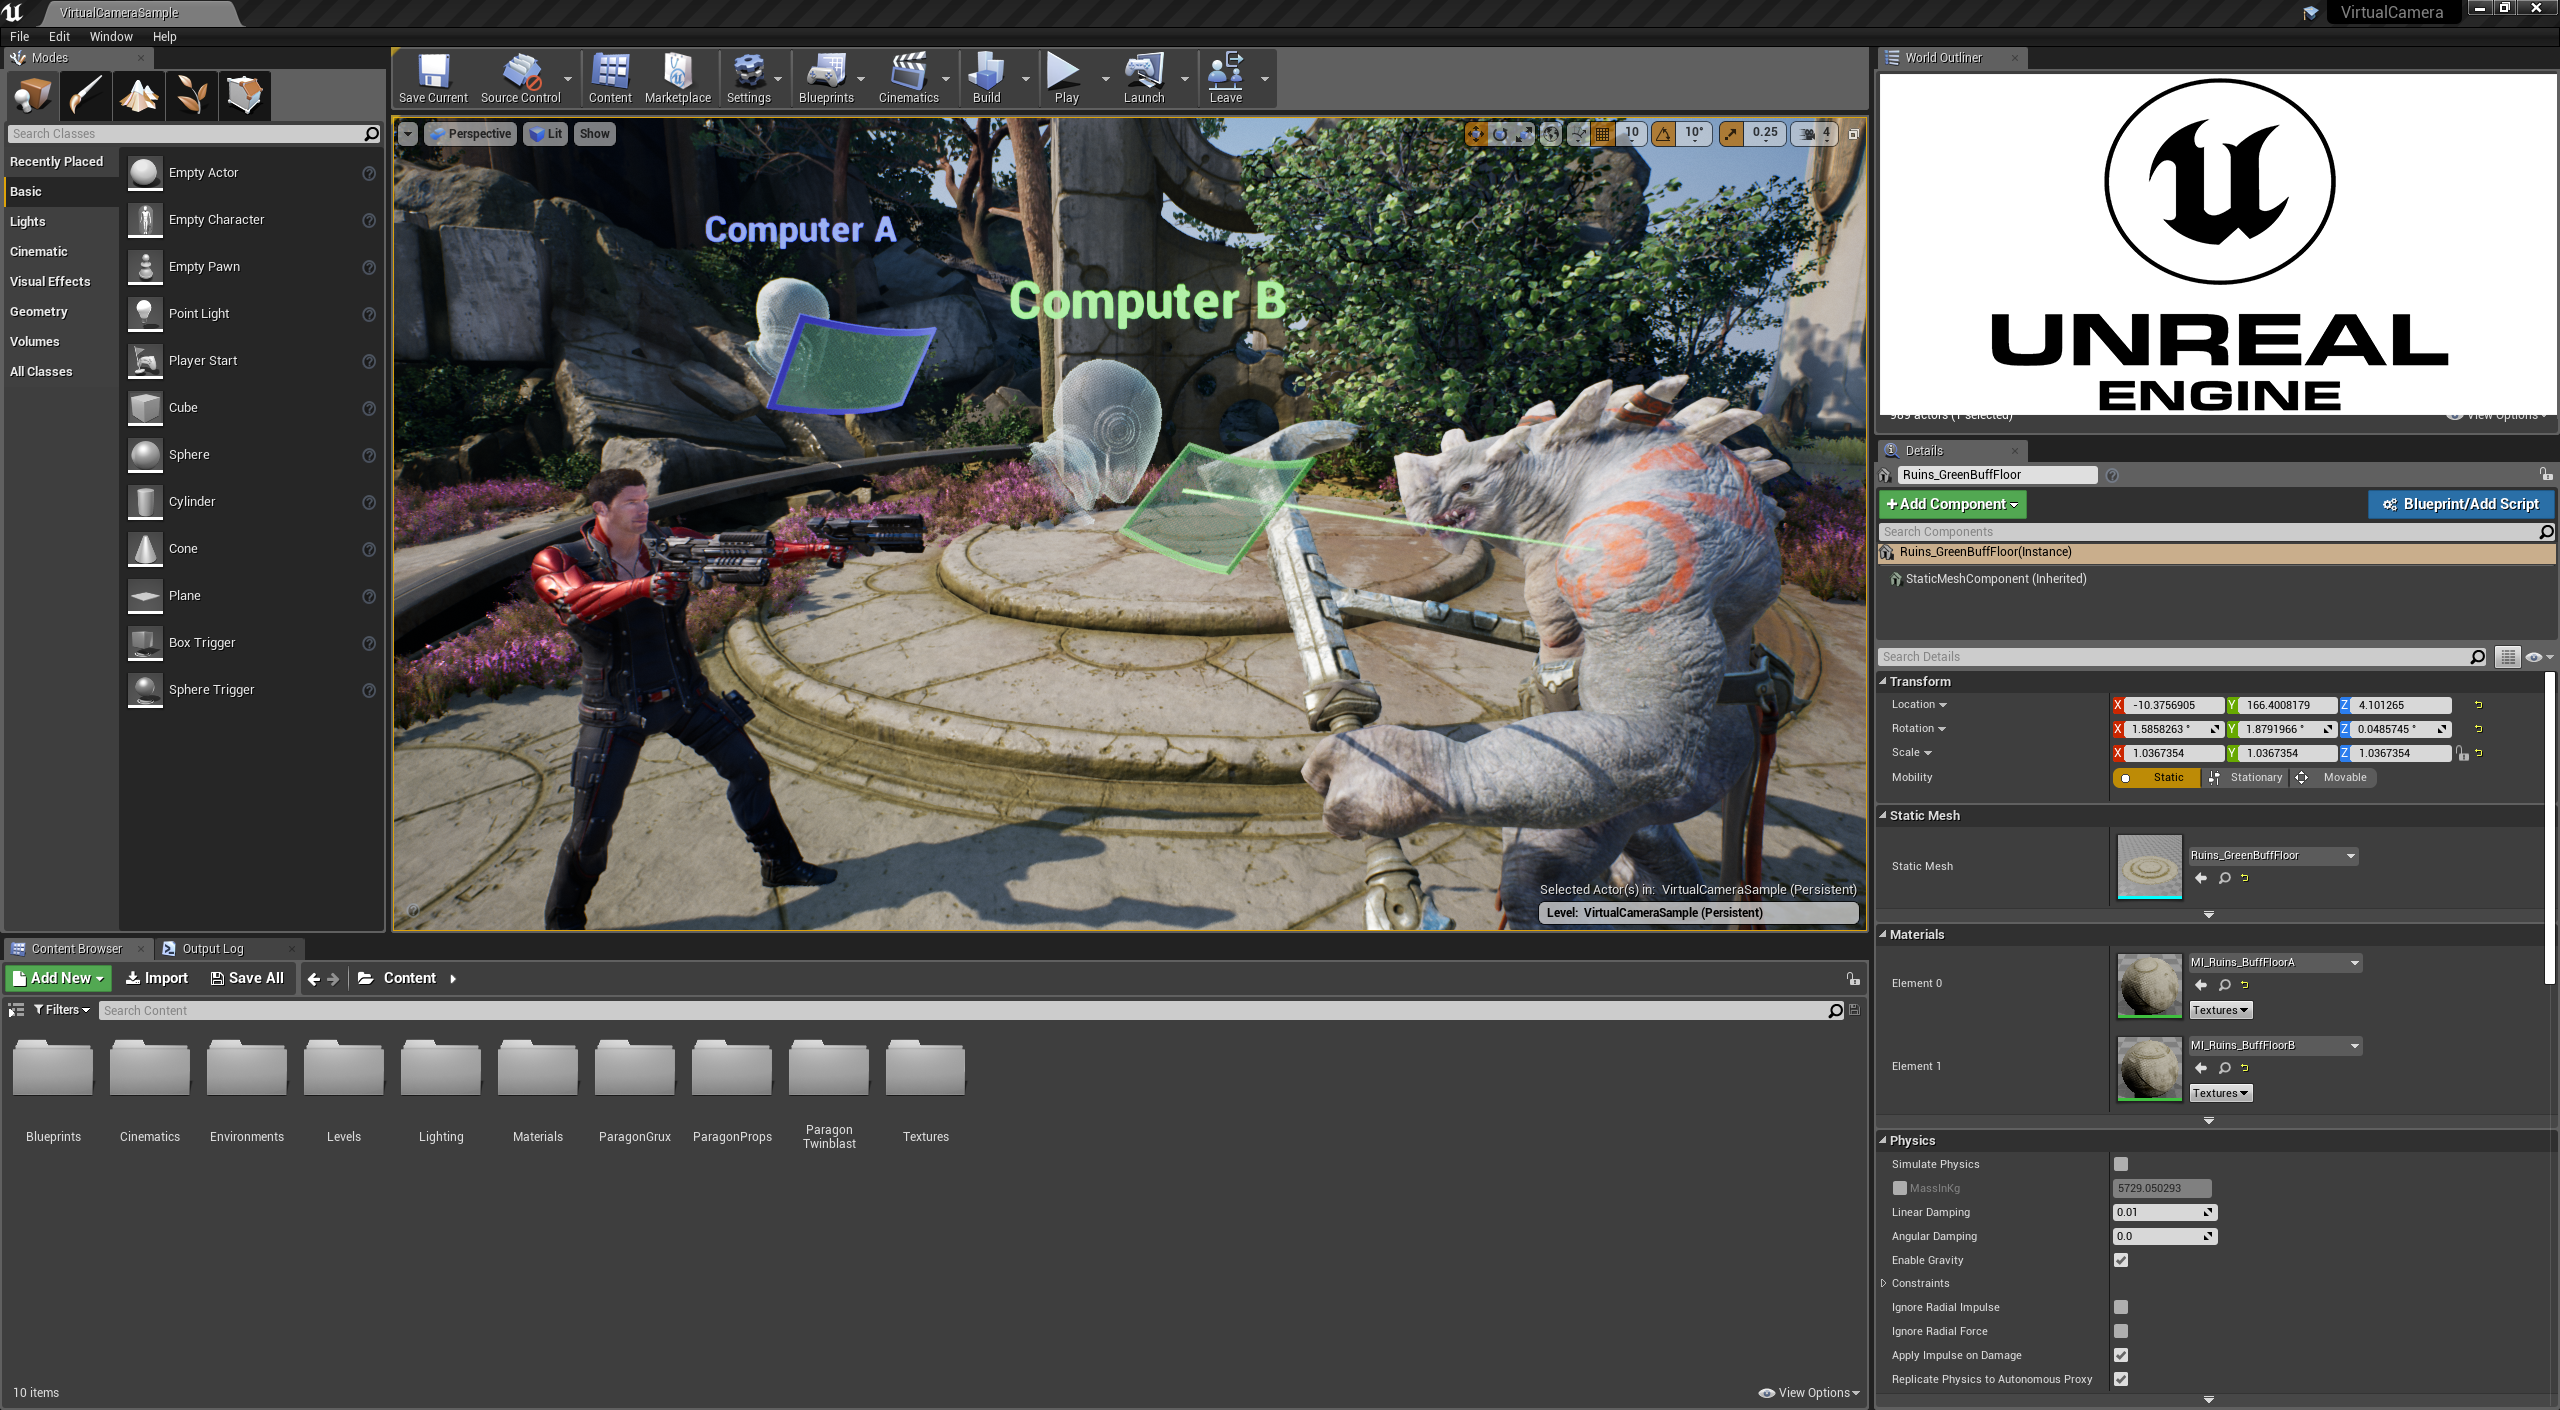 VirtualCameraSample
VirtualCamera
File Edit Window Help
Modes
Search Classes
Recently Placed
Basic
Lights
Cinematic
Visual Effects
Geometry
Volumes
All Classes
Empty Actor
Empty Character
Empty Pawn
Point Light
Player Start
Cube
Sphere
Cylinder
Cone
Plane
Box Trigger
Sphere Trigger
Save Current Source Control Content Marketplace Settings Blueprints Cinematics Build Play Launch Leave
Perspective Lit Show
10 10° 0.25 4
Computer A
Computer B
Selected Actor(s) in: VirtualCameraSample (Persistent)
Level: VirtualCameraSample (Persistent)
World Outliner
UNREAL
ENGINE
989 actors (1 selected) View Options
Details
Ruins_GreenBuffFloor
+Add Component Blueprint/Add Script
Search Components
Ruins_GreenBuffFloor(Instance)
StaticMeshComponent (Inherited)
Search Details
Transform
Location X -10.3756905 Y 166.4008179 Z 4.101265
Rotation X 1.5858263 ° Y 1.8791966 ° Z 0.0485745 °
Scale X 1.0367354 Y 1.0367354 Z 1.0367354
Mobility Static Stationary Movable
Static Mesh
Static Mesh Ruins_GreenBuffFloor
Materials
Element 0 MI_Ruins_BuffFloorA
Textures
Element 1 MI_Ruins_BuffFloorB
Textures
Physics
Simulate Physics
MassInKg 5729.050293
Linear Damping 0.01
Angular Damping 0.0
Enable Gravity
Constraints
Ignore Radial Impulse
Ignore Radial Force
Apply Impulse on Damage
Replicate Physics to Autonomous Proxy
Content Browser Output Log
Add New Import Save All Content
Filters Search Content
Blueprints
Cinematics
Environments
Levels
Lighting
Materials
ParagonGrux
ParagonProps
Paragon
Twinblast
Textures
10 items View Options